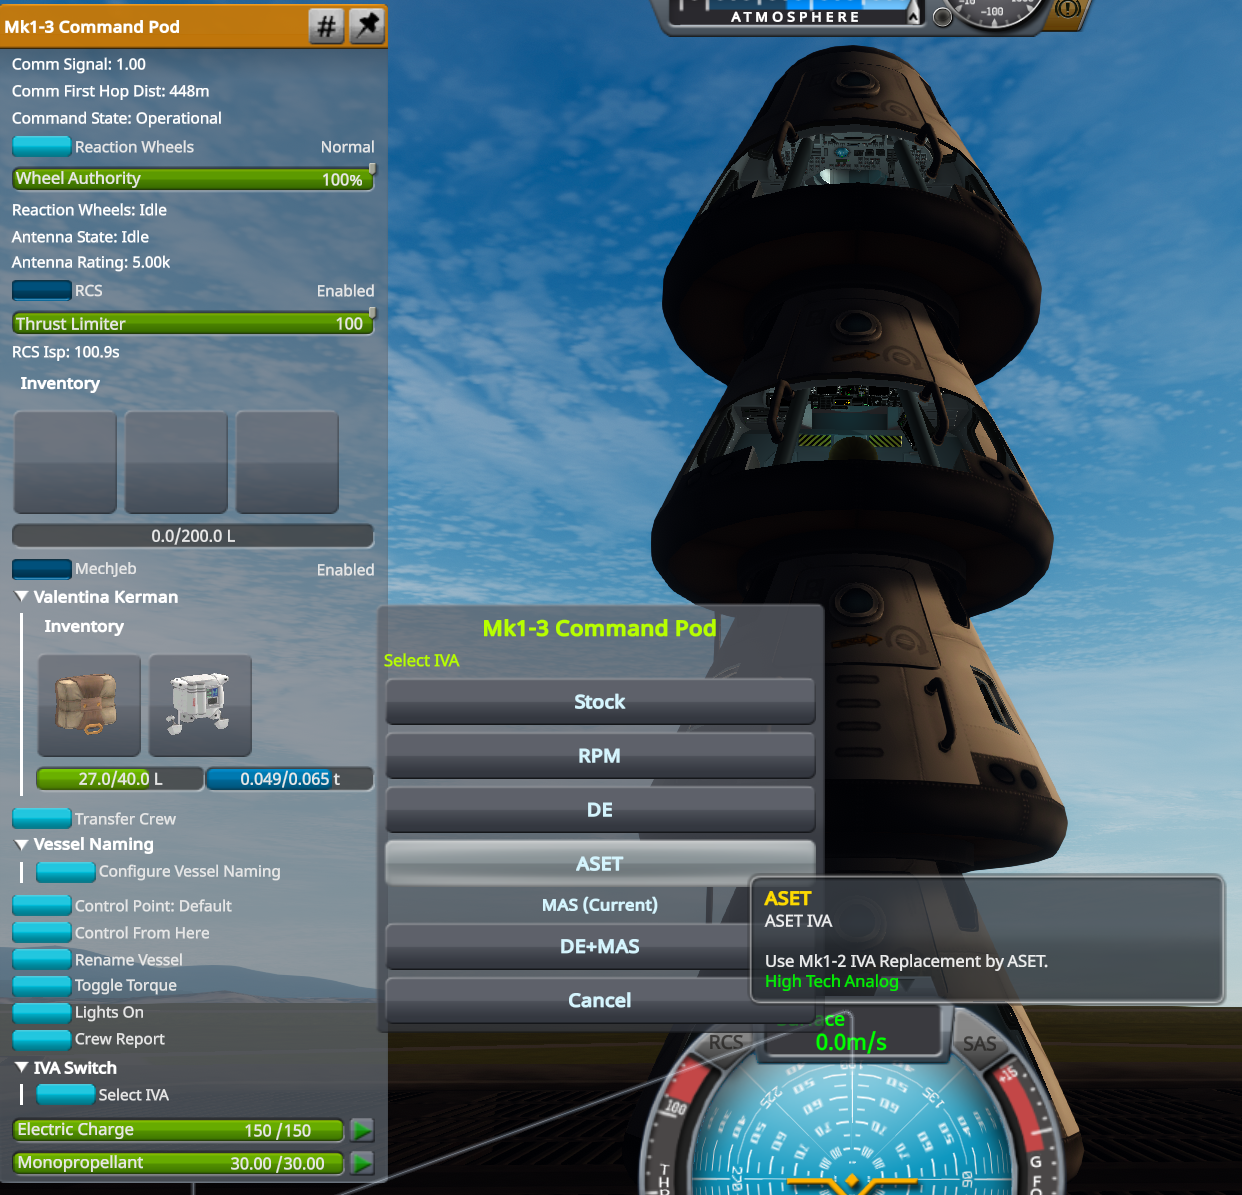 Mk1-3 Command Pod
#
Comm Signal: 1.00
Comm First Hop Dist: 448m
Command State: Operational
Reaction Wheels Normal
Wheel Authority 100%
Reaction Wheels: Idle
Antenna State: Idle
Antenna Rating: 5.00k
RCS Enabled
Thrust Limiter 100
RCS Isp: 100.9s
Inventory
0.0/200.0 L
MechJeb Enabled
Valentina Kerman
Inventory
27.0/40.0 L 0.049/0.065 t
Transfer Crew
Vessel Naming
Configure Vessel Naming
Control Point: Default
Control From Here
Rename Vessel
Toggle Torque
Lights On
Crew Report
IVA Switch
Select IVA
Electric Charge 150 /150
Monopropellant 30.00 /30.00
ATMOSPHERE
-100
Mk1-3 Command Pod
Select IVA
Stock
RPM
DE
ASET
MAS (Current)
DE+MAS
Cancel
ASET
ASET IVA
Use Mk1-2 IVA Replacement by ASET.
High Tech Analog
RCS
0.0m/s
SAS
100
+15
225
135
270
G